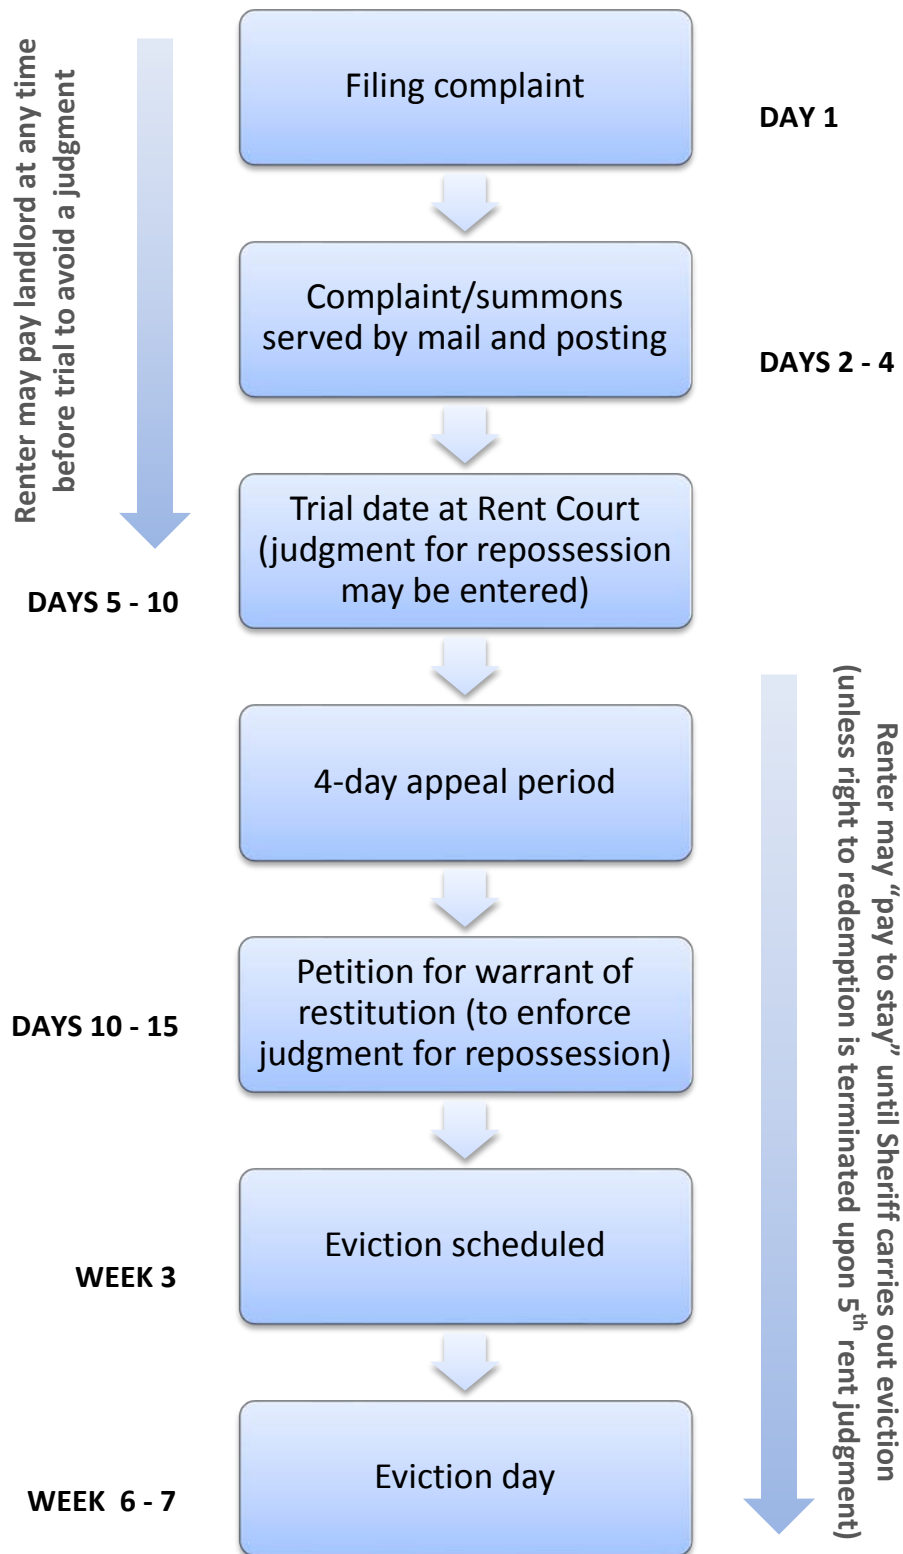 Renter may pay landlord at any time
before trial to avoid a judgment
Filing complaint
DAY 1
Complaint/summons
served by mail and posting
DAYS 2 - 4
Trial date at Rent Court
(judgment for repossession
may be entered)
DAYS 5 - 10
Renter may “pay to stay” until Sheriff carries out eviction
(unless right to redemption is terminated upon 5th rent judgment)
4-day appeal period
Petition for warrant of
restitution (to enforce
judgment for repossession)
DAYS 10 - 15
Eviction scheduled
WEEK 3
Eviction day
WEEK 6 - 7